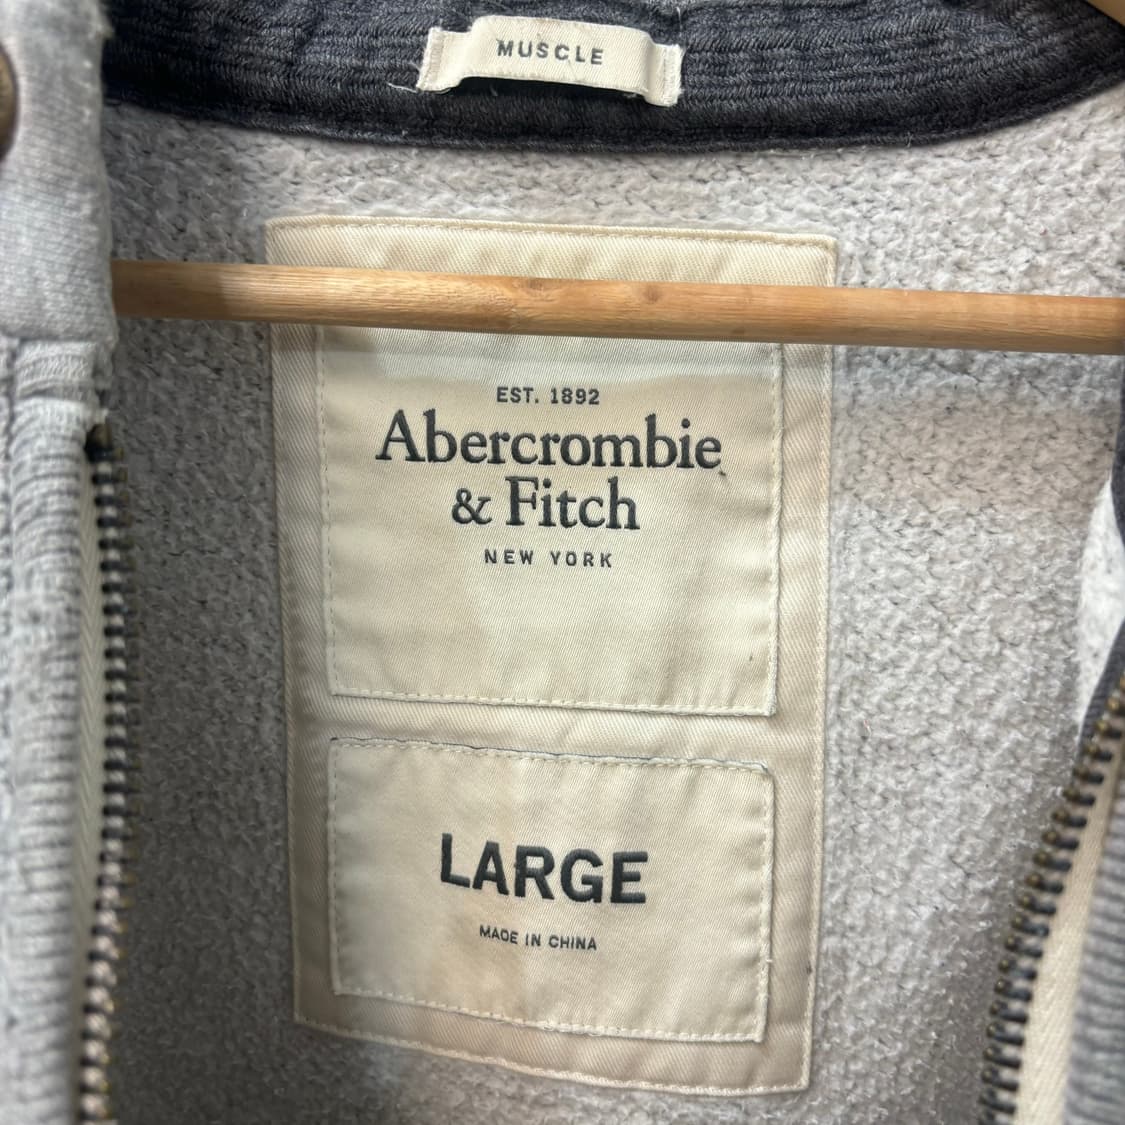 MUSCLE
EST. 1892
Abercrombie
& Fitch
NEW YORK
LARGE
MADE IN CHINA